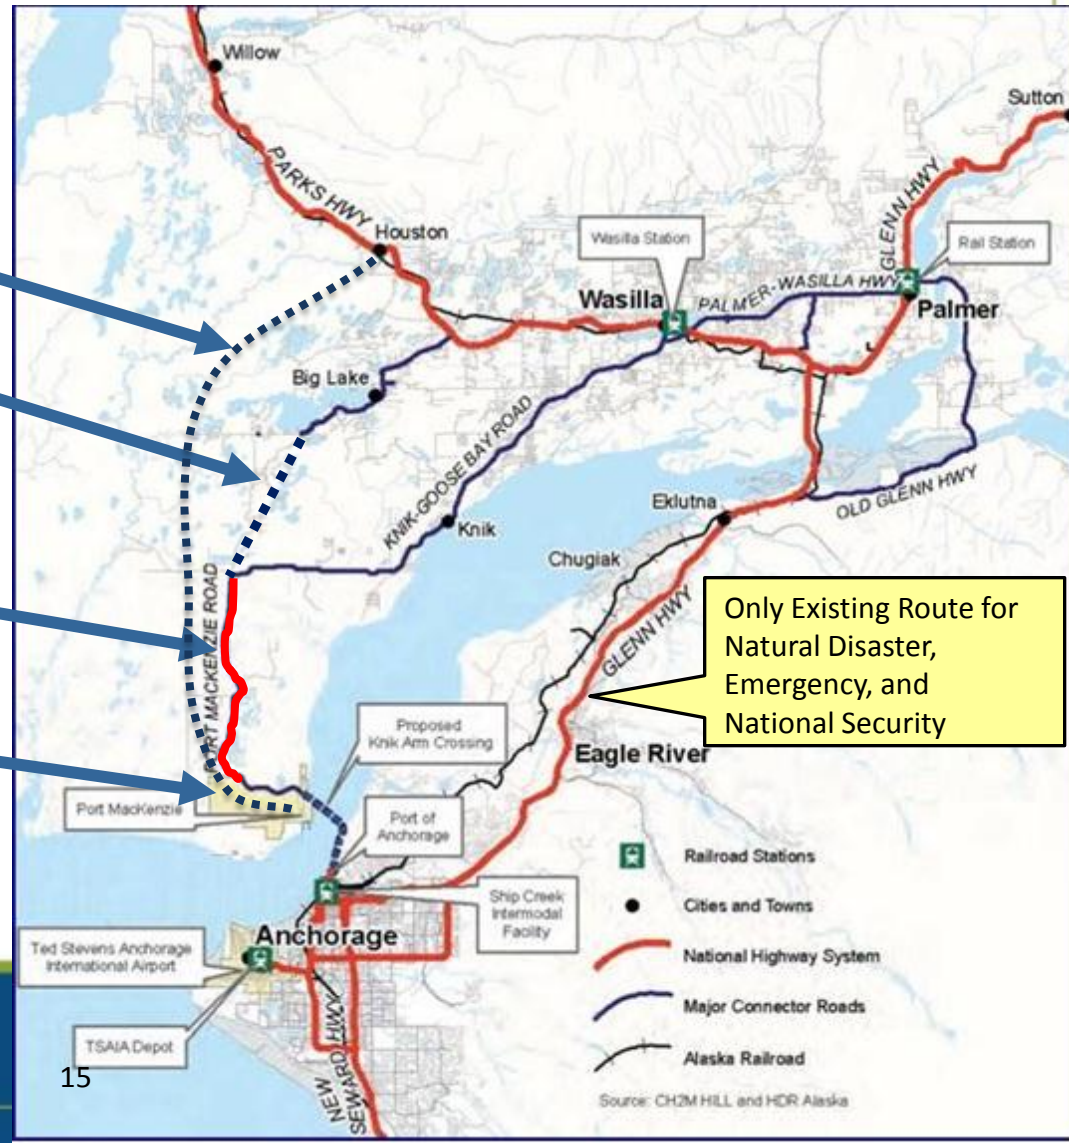 Willow
Sutton
PARKS HWY
GLENN HWY
Houston
Wasilla Station
Rail Station
Wasilla
PALMER-WASILLA HWY
Palmer
Big Lake
KNIK-GOOSE BAY ROAD
Knik
Eklutna
OLD GLENN HWY
Chugiak
PORT MACKENZIE ROAD
GLENN HWY
Only Existing Route for
Natural Disaster,
Emergency, and
National Security
Proposed
Knik Arm Crossing
Eagle River
Port MacKenzie
Port of
Anchorage
Ship Creek
Intermodal
Facility
Anchorage
Ted Stevens Anchorage
International Airport
TSAIA Depot
NEW
SEWARD HWY
Railroad Stations
Cities and Towns
National Highway System
Major Connector Roads
Alaska Railroad
Source: CH2M HILL and HDR Alaska
15